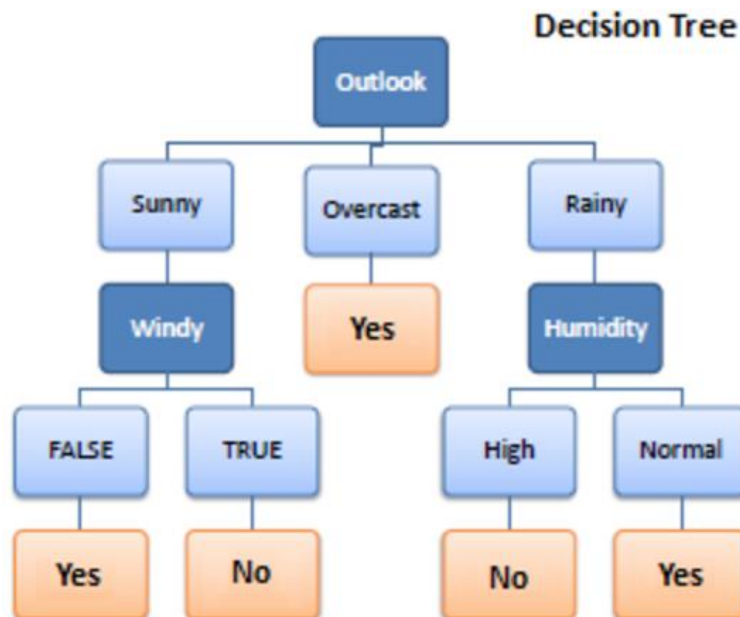 Decision Tree
Outlook
Sunny
Overcast
Rainy
Windy
Yes
Humidity
FALSE
TRUE
High
Normal
Yes
No
No
Yes